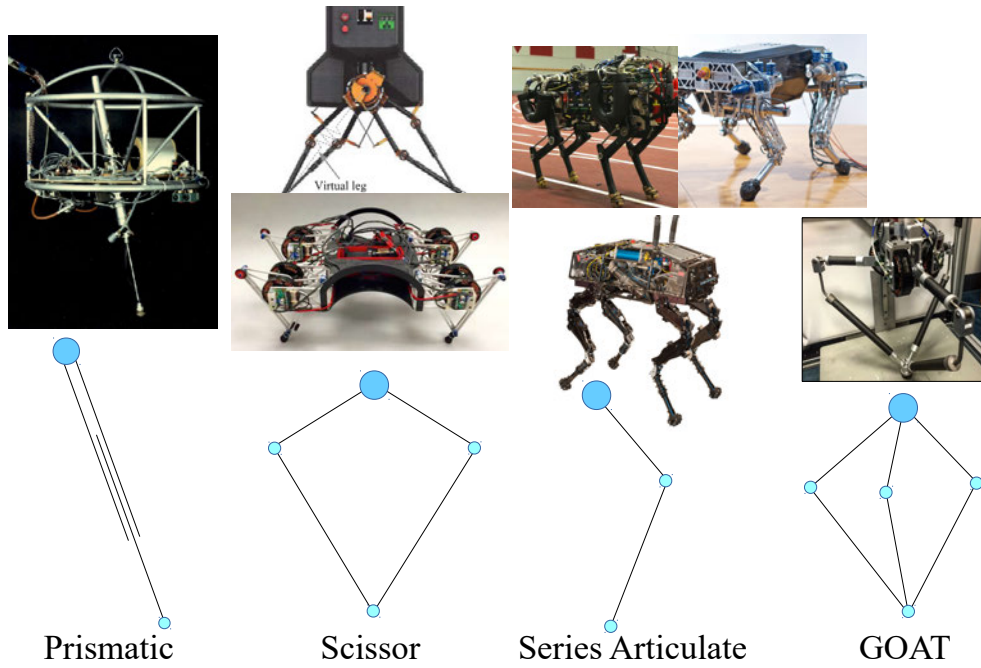 Virtual leg
Prismatic
Scissor
Series Articulate
GOAT